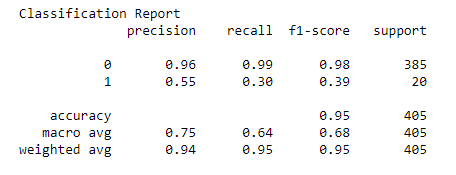 Classification Report
precision recall f1-score support
0 0.96 0.99 0.98 385
1 0.55 0.30 0.39 20
accuracy 0.95 405
macro avg 0.75 0.64 0.68 405
weighted avg 0.94 0.95 0.95 405